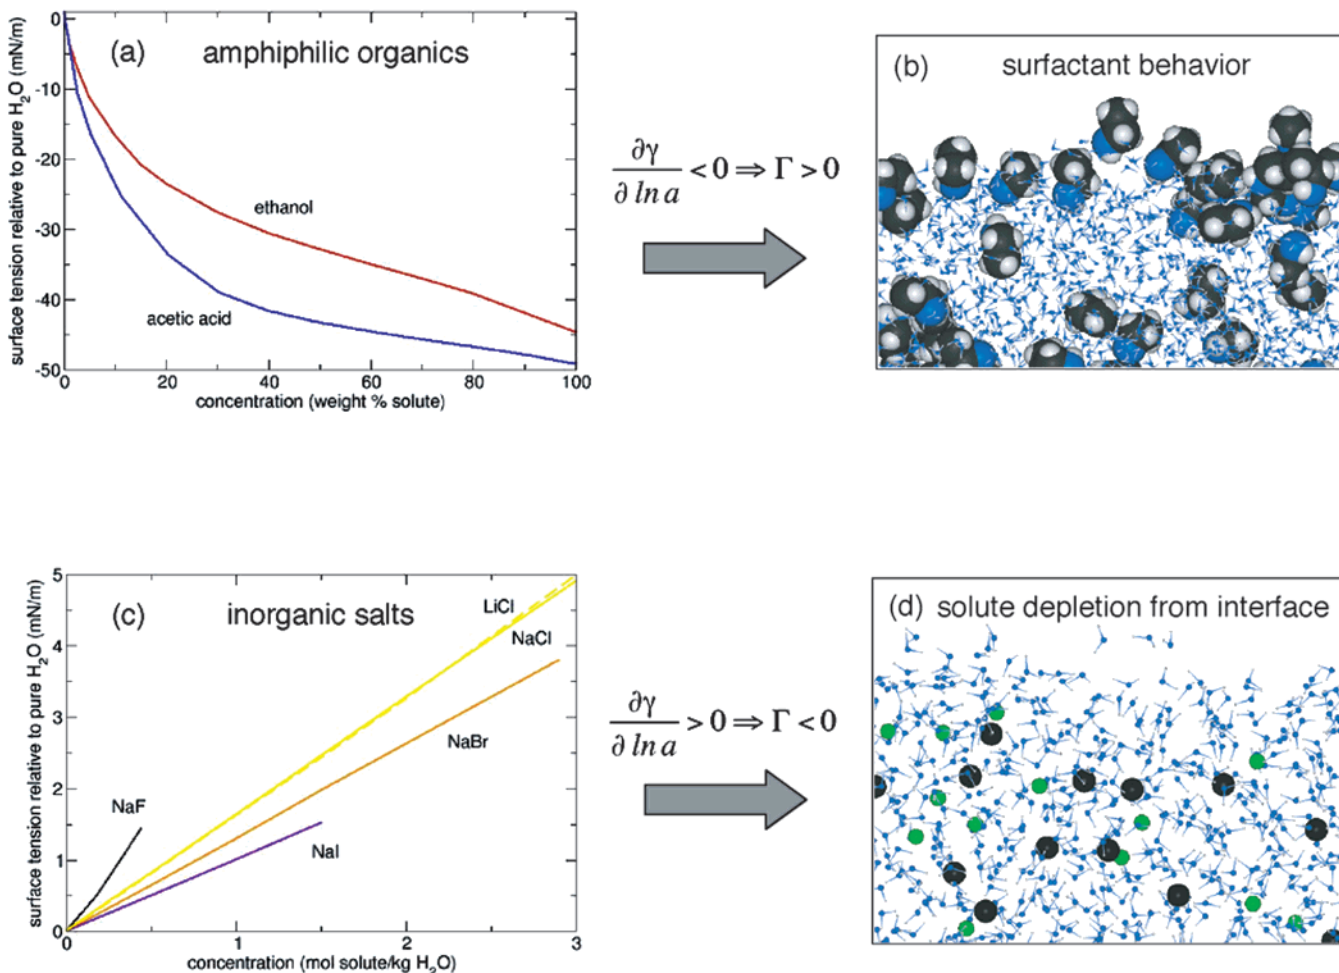 (a) amphiphilic organics
surface tension relative to pure H₂O (mN/m)
0
-10
-20
-30
-40
-50
ethanol
acetic acid
0 20 40 60 80 100
concentration (weight % solute)
∂γ/∂ ln a < 0 ⇒ Γ > 0
(b) surfactant behavior
(c) inorganic salts
surface tension relative to pure H₂O (mN/m)
5
4
3
2
1
0
LiCl
NaCl
NaBr
NaF
NaI
0 1 2 3
concentration (mol solute/kg H₂O)
∂γ/∂ ln a > 0 ⇒ Γ < 0
(d) solute depletion from interface